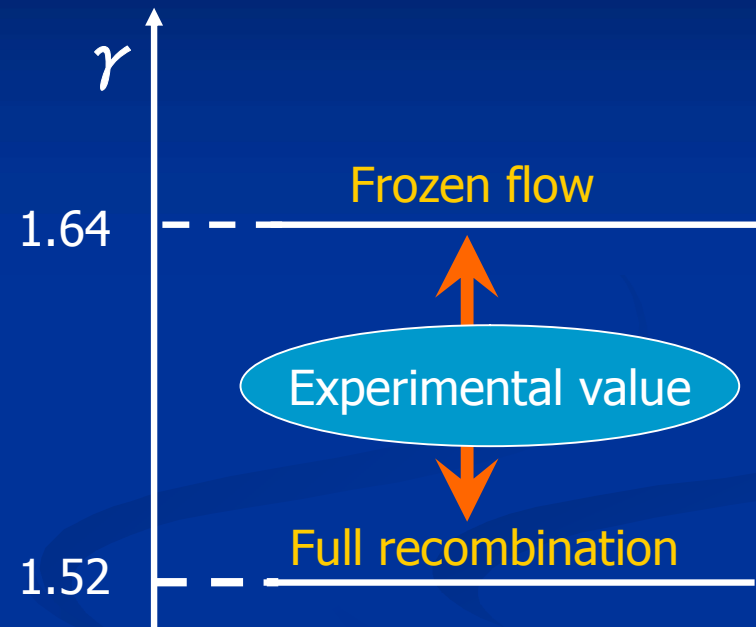 γ
Frozen flow
1.64
Experimental value
Full recombination
1.52